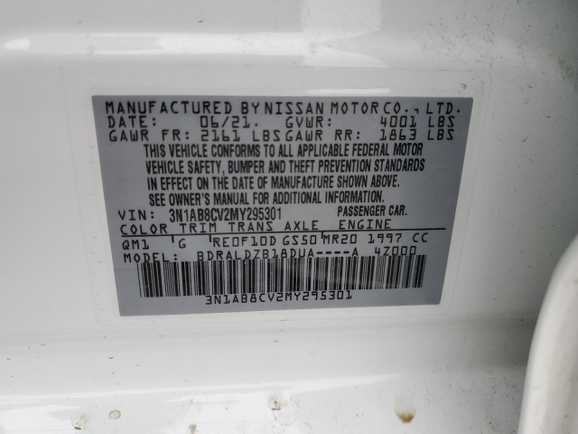 MANUFACTURED BY NISSAN MOTOR CO., LTD.
DATE: 06/21. GVWR: 4001 LBS
GAWR FR: 2161 LBS GAWR RR: 1863 LBS
THIS VEHICLE CONFORMS TO ALL APPLICABLE FEDERAL MOTOR
VEHICLE SAFETY, BUMPER AND THEFT PREVENTION STANDARDS
IN EFFECT ON THE DATE OF MANUFACTURE SHOWN ABOVE.
SEE OWNER'S MANUAL FOR ADDITIONAL INFORMATION.
VIN: 3N1AB8CV2MY295301 PASSENGER CAR.
COLOR TRIM TRANS AXLE ENGINE
QM1 'G RE0F10D GS50 MR20 1997 CC
MODEL: BDRALDZB18DUA----A 4Z000
3N1AB8CV2MY295301